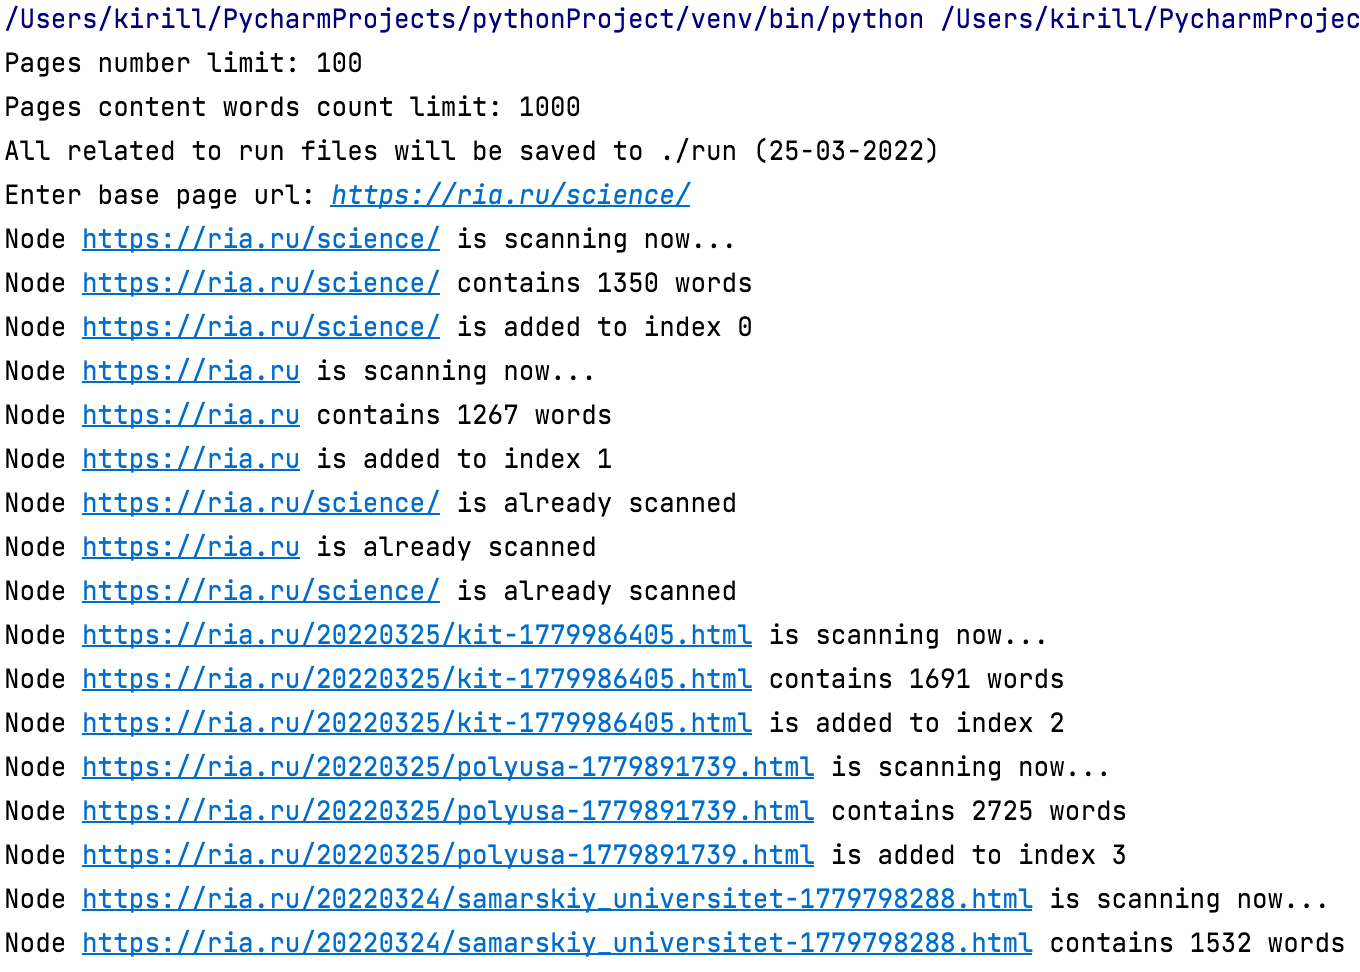 /Users/kirill/PycharmProjects/pythonProject/venv/bin/python /Users/kirill/PycharmProjec
Pages number limit: 100
Pages content words count limit: 1000
All related to run files will be saved to ./run (25-03-2022)
Enter base page url: https://ria.ru/science/
Node https://ria.ru/science/ is scanning now...
Node https://ria.ru/science/ contains 1350 words
Node https://ria.ru/science/ is added to index 0
Node https://ria.ru is scanning now...
Node https://ria.ru contains 1267 words
Node https://ria.ru is added to index 1
Node https://ria.ru/science/ is already scanned
Node https://ria.ru is already scanned
Node https://ria.ru/science/ is already scanned
Node https://ria.ru/20220325/kit-1779986405.html is scanning now...
Node https://ria.ru/20220325/kit-1779986405.html contains 1691 words
Node https://ria.ru/20220325/kit-1779986405.html is added to index 2
Node https://ria.ru/20220325/polyusa-1779891739.html is scanning now...
Node https://ria.ru/20220325/polyusa-1779891739.html contains 2725 words
Node https://ria.ru/20220325/polyusa-1779891739.html is added to index 3
Node https://ria.ru/20220324/samarskiy_universitet-1779798288.html is scanning now...
Node https://ria.ru/20220324/samarskiy_universitet-1779798288.html contains 1532 words